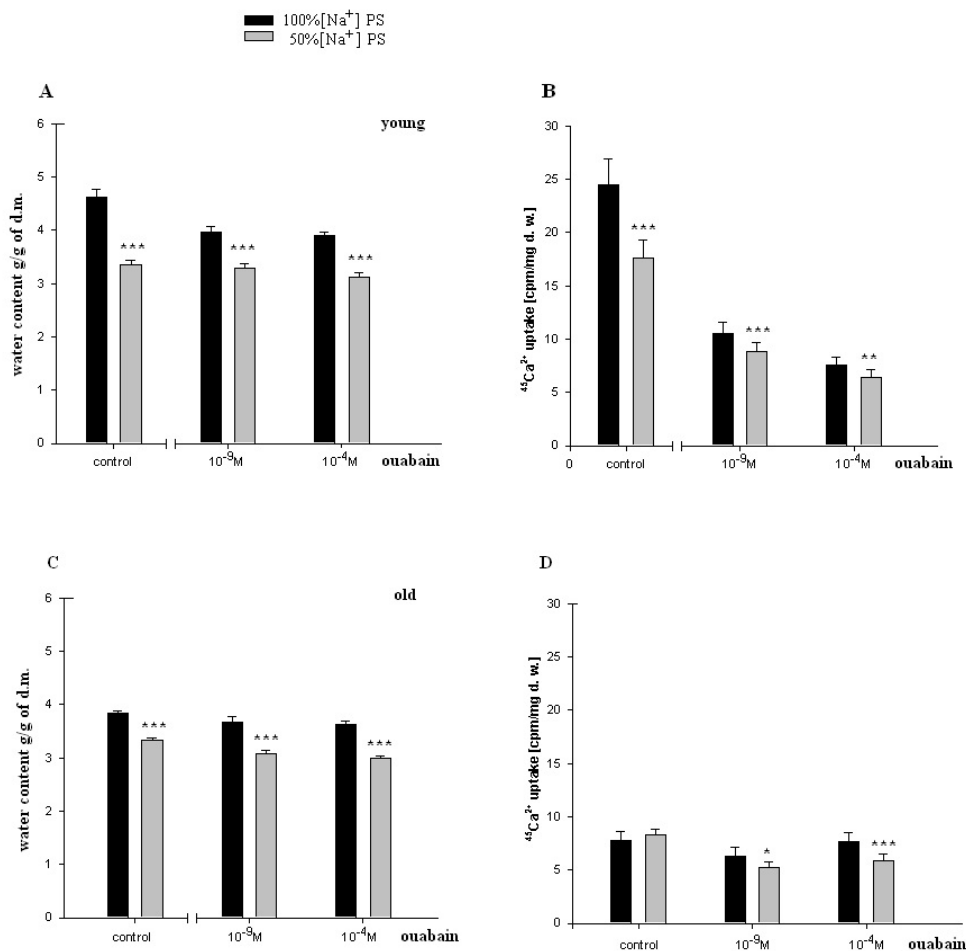 100%[Na+] PS
50%[Na+] PS
A
young
water content g/g of d.m.
6
5
4
3
2
1
0
***
***
***
control
10-9M
10-4M
ouabain
B
45Ca2+ uptake [cpm/mg d. w.]
30
25
20
15
10
5
0
***
***
**
0
control
10-9M
10-4M
ouabain
C
old
water content g/g of d.m.
6
5
4
3
2
1
0
***
***
***
control
10-9M
10-4M
ouabain
D
45Ca2+ uptake [cpm/mg d. w.]
30
25
20
15
10
5
0
*
***
control
10-9M
10-4M
ouabain